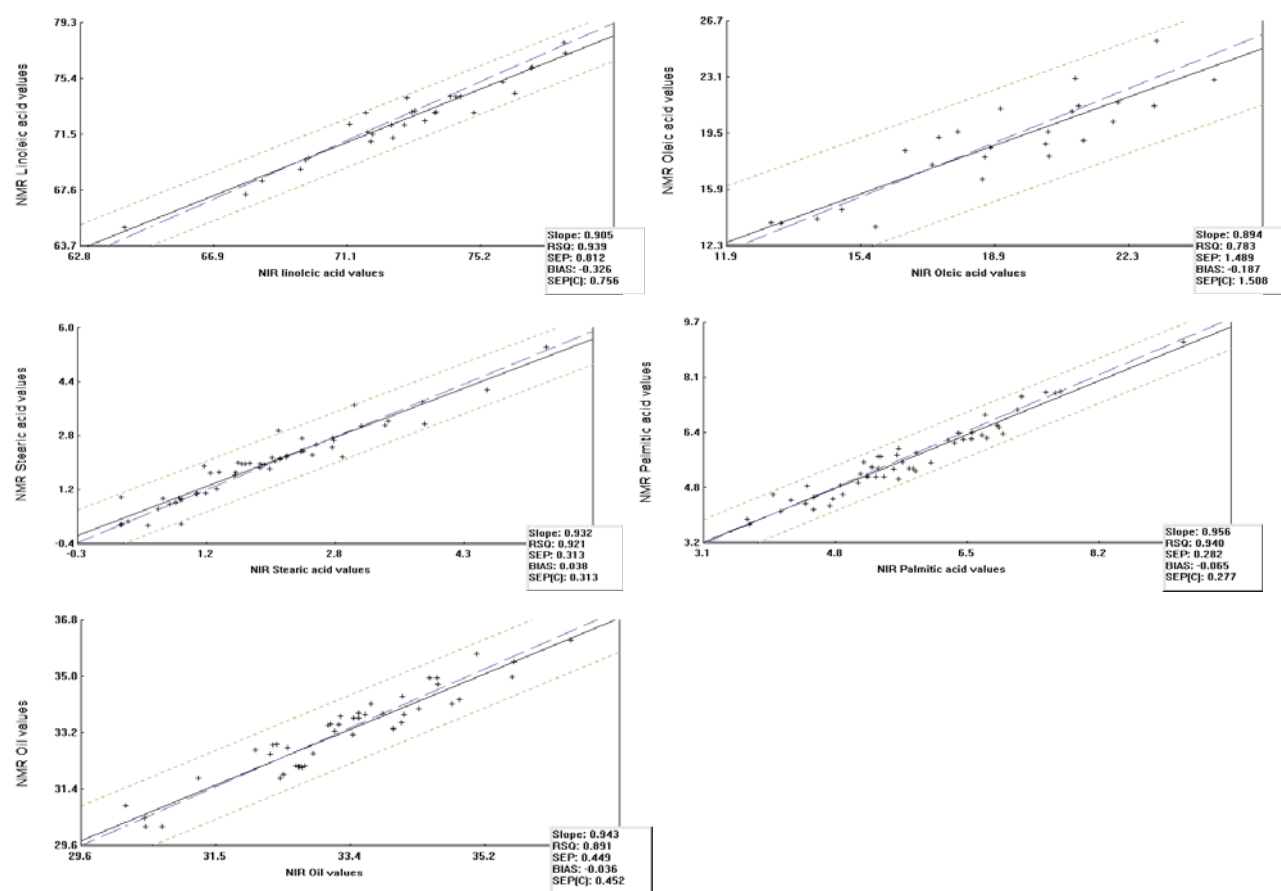 79.3
75.4
71.5
67.6
63.7
NMR Linoleic acid values
62.8 66.9 71.1 75.2
NIR linoleic acid values
Slope: 0.905
RSQ: 0.939
SEP: 0.812
BIAS: -0.326
SEP(C): 0.756
26.7
23.1
19.5
15.9
12.3
NMR Oleic acid values
11.9 15.4 18.9 22.3
NIR Oleic acid values
Slope: 0.894
RSQ: 0.783
SEP: 1.489
BIAS: -0.187
SEP(C): 1.508
6.0
4.4
2.8
1.2
-0.4
NMR Stearic acid values
-0.3 1.2 2.8 4.3
NIR Stearic acid values
Slope: 0.932
RSQ: 0.921
SEP: 0.313
BIAS: 0.038
SEP(C): 0.313
9.7
8.1
6.4
4.8
3.2
NMR Palmitic acid values
3.1 4.8 6.5 8.2
NIR Palmitic acid values
Slope: 0.956
RSQ: 0.940
SEP: 0.282
BIAS: -0.065
SEP(C): 0.277
36.8
35.0
33.2
31.4
29.6
NMR Oil values
29.6 31.5 33.4 35.2
NIR Oil values
Slope: 0.943
RSQ: 0.891
SEP: 0.449
BIAS: -0.036
SEP(C): 0.452